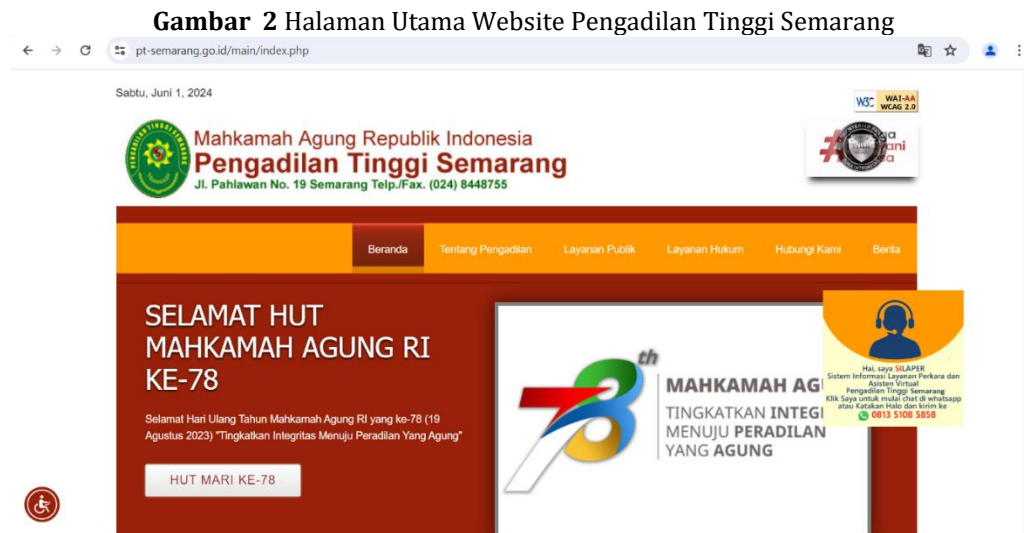 Gambar 2 Halaman Utama Website Pengadilan Tinggi Semarang
pt-semarang.go.id/main/index.php
Sabtu, Juni 1, 2024
W3C WAI-AA
WCAG 2.0
Mahkamah Agung Republik Indonesia
Pengadilan Tinggi Semarang
Jl. Pahlawan No. 19 Semarang Telp./Fax. (024) 8448755
Beranda Tentang Pengadilan Layanan Publik Layanan Hukum Hubungi Kami Berita
SELAMAT HUT
MAHKAMAH AGUNG RI
KE-78
Selamat Hari Ulang Tahun Mahkamah Agung RI yang ke-78 (19
Agustus 2023) "Tingkatkan Integritas Menuju Peradilan Yang Agung"
HUT MARI KE-78
78th
MAHKAMAH AG
TINGKATKAN INTEGI
MENUJU PERADILAN
YANG AGUNG
Hai, saya SILAPER
Sistem Informasi Layanan Perkara dan
Asisten Virtual
Pengadilan Tinggi Semarang
Klik Saya untuk mulai chat di whatsapp
atau Katakan Halo dan kirim ke
0813 5108 5858